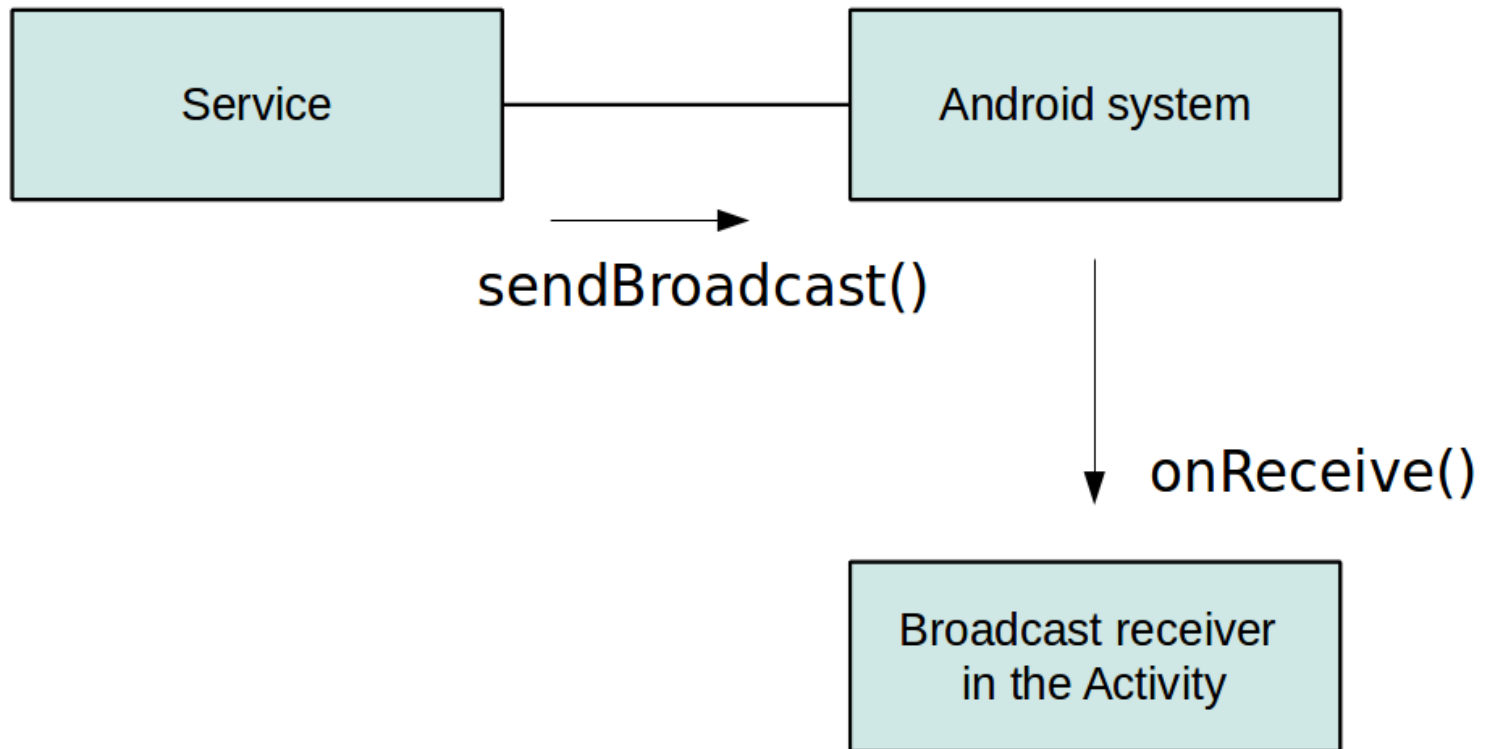 Service
Android system
sendBroadcast()
onReceive()
Broadcast receiver
in the Activity